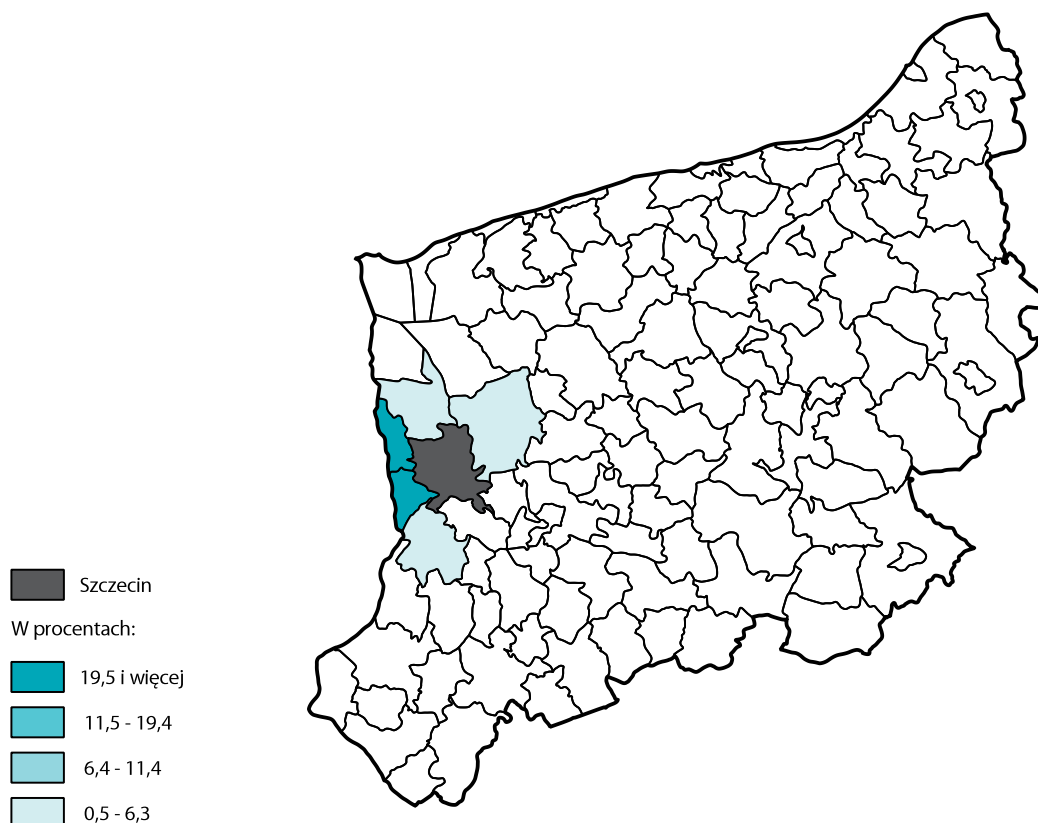 Szczecin
W procentach:
19,5 i więcej
11,5 - 19,4
6,4 - 11,4
0,5 - 6,3